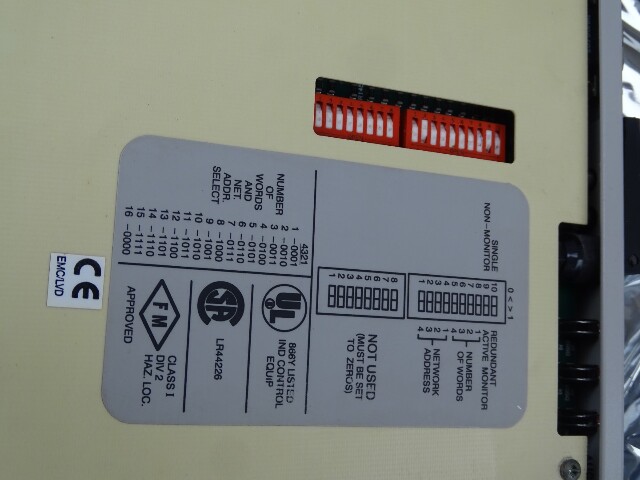 0 < > 1
SINGLE
NON-MONITOR
10
9
8
7
6
5
4
3
2
1
REDUNDANT
ACTIVE MONITOR
1
2
3
4
NUMBER
OF WORDS
1
2
3
4
NETWORK
ADDRESS
8
7
6
5
4
3
2
1
NOT USED
(MUST BE SET
TO ZEROS)
NUMBER
OF
WORDS
AND
NET.
ADDR.
SELECT
4321
1 -0001
2 -0010
3 -0011
4 -0100
5 -0101
6 -0110
7 -0111
8 -1000
9 -1001
10 -1010
11 -1011
12 -1100
13 -1101
14 -1110
15 -1111
16 -0000
UL
866Y LISTED
IND CONTROL
EQUIP
SA
LR44226
FM
APPROVED
CLASS I
DIV 2
HAZ LOC.
CE
EMC/LVD